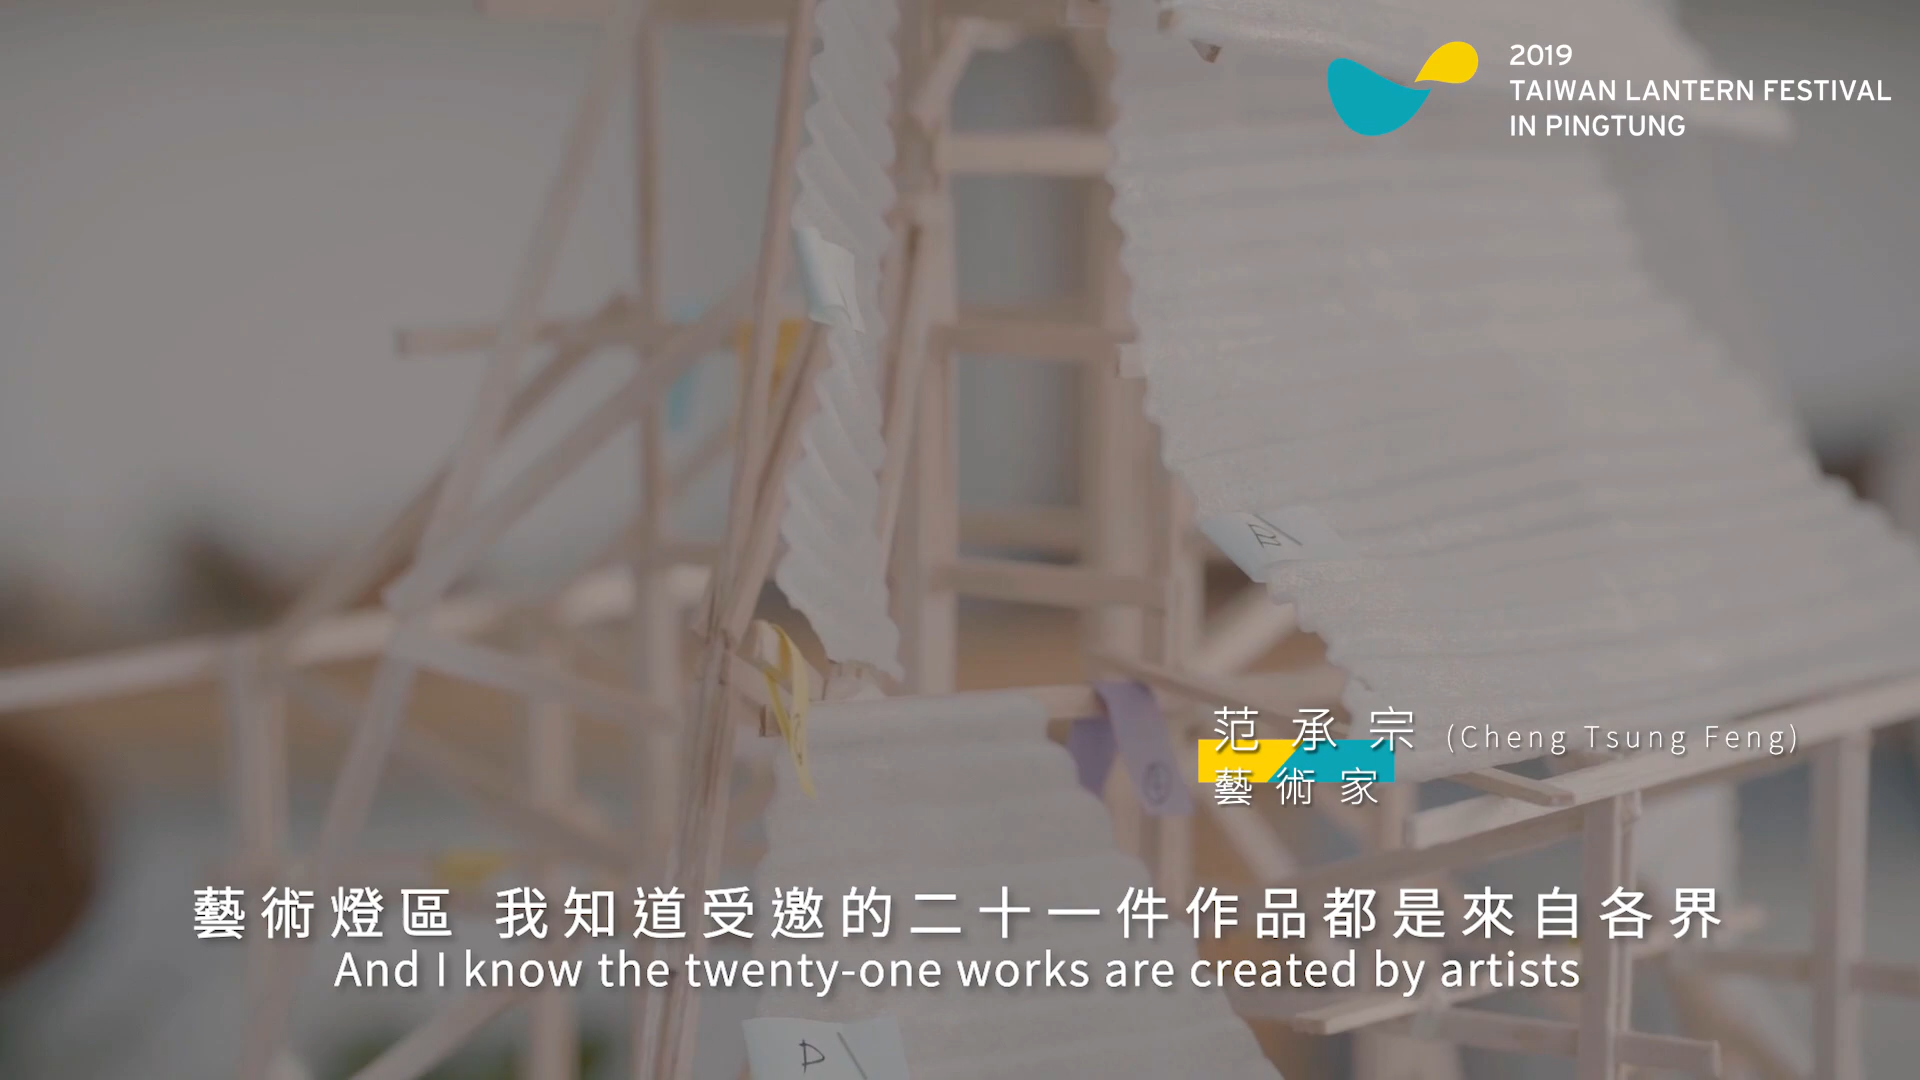 2019
TAIWAN LANTERN FESTIVAL
IN PINGTUNG
E
范承宗 (Cheng Tsung Feng)
藝術家
藝術燈區 我知道受邀的二十一件作品都是來自各界
And I know the twenty-one works are created by artists
D